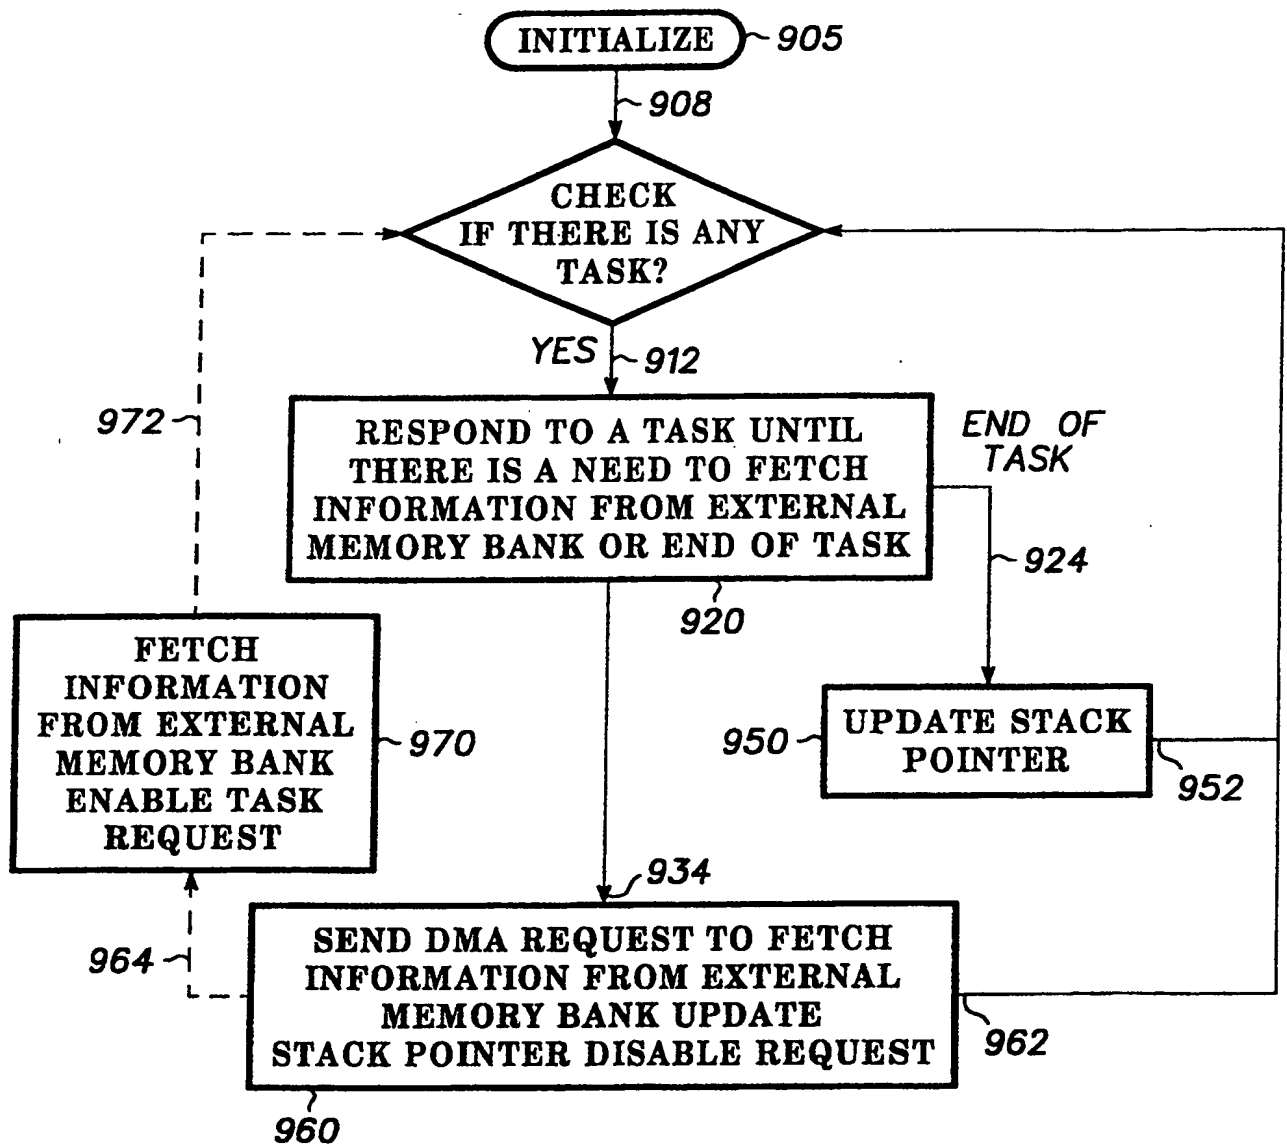 INITIALIZE
905
908
CHECK
IF THERE IS ANY
TASK?
YES
912
972
RESPOND TO A TASK UNTIL
THERE IS A NEED TO FETCH
INFORMATION FROM EXTERNAL
MEMORY BANK OR END OF TASK
END OF
TASK
924
920
FETCH
INFORMATION
FROM EXTERNAL
MEMORY BANK
ENABLE TASK
REQUEST
970
950
UPDATE STACK
POINTER
952
934
964
SEND DMA REQUEST TO FETCH
INFORMATION FROM EXTERNAL
MEMORY BANK UPDATE
STACK POINTER DISABLE REQUEST
962
960